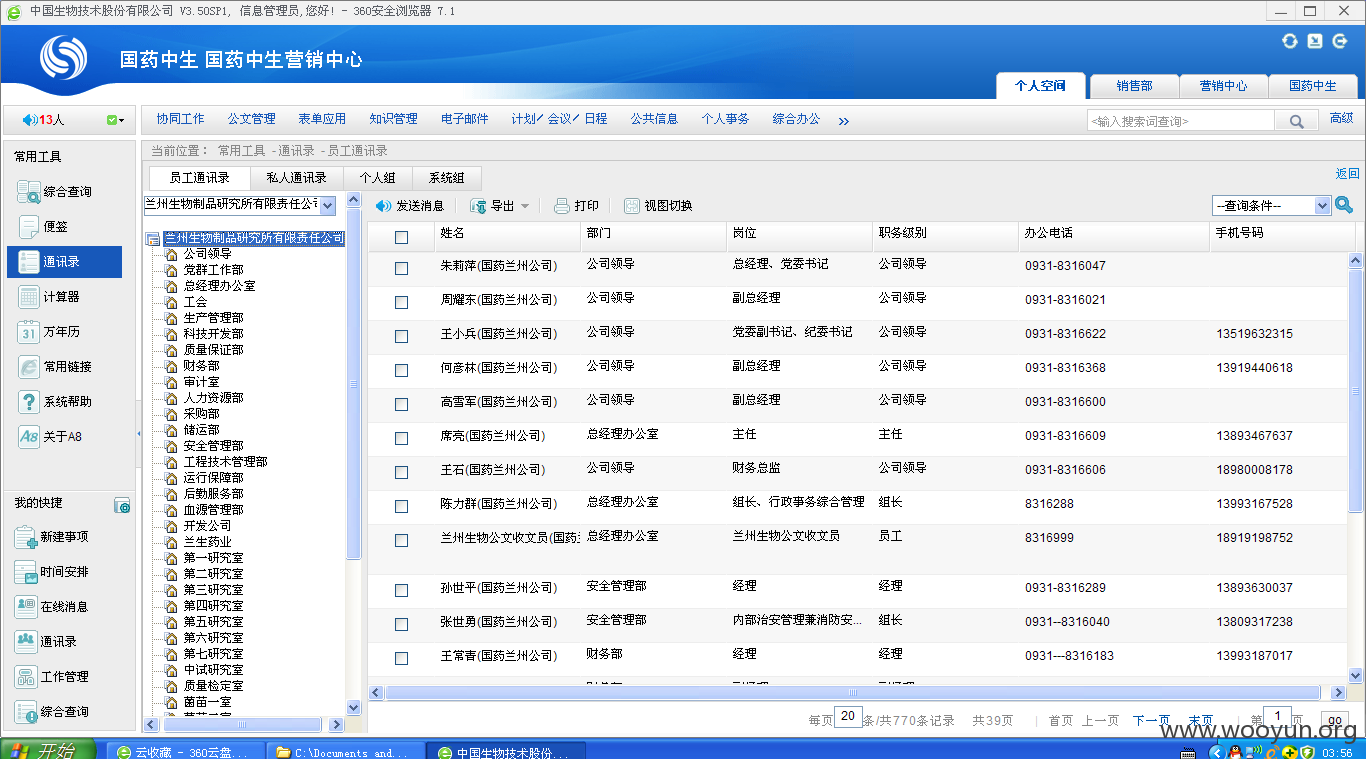 中国生物技术股份有限公司 V3.50SP1, 信息管理员,您好! - 360安全浏览器 7.1
国药中生 国药中生营销中心
个人空间 销售部 营销中心 国药中生
13人
协同工作 公文管理 表单应用 知识管理 电子邮件 计划/会议/日程 公共信息 个人事务 综合办公 »
<输入搜索词查询> 高级
常用工具
综合查询
便签
通讯录
计算器
31 万年历
常用链接
系统帮助
A8 关于A8
我的快捷
新建事项
时间安排
在线消息
通讯录
工作管理
综合查询
当前位置: 常用工具 - 通讯录 - 员工通讯录
员工通讯录 私人通讯录 个人组 系统组 返回
兰州生物制品研究所有限责任公司
发送消息 导出 打印 视图切换 --查询条件--
兰州生物制品研究所有限责任公司
公司领导
党群工作部
总经理办公室
工会
生产管理部
科技开发部
质量保证部
财务部
审计室
人力资源部
采购部
储运部
安全管理部
工程技术管理部
运行保障部
后勤服务部
血源管理部
开发公司
兰生药业
第一研究室
第二研究室
第三研究室
第四研究室
第五研究室
第六研究室
第七研究室
中试研究室
质量检定室
菌苗一室
姓名 部门 岗位 职务级别 办公电话 手机号码
朱莉萍(国药兰州公司) 公司领导 总经理、党委书记 公司领导 0931-8316047
周耀东(国药兰州公司) 公司领导 副总经理 公司领导 0931-8316021
王小兵(国药兰州公司) 公司领导 党委副书记、纪委书记 公司领导 0931-8316622 13519632315
何彦林(国药兰州公司) 公司领导 副总经理 公司领导 0931-8316368 13919440618
高雪军(国药兰州公司) 公司领导 副总经理 公司领导 0931-8316600
席亮(国药兰州公司) 总经理办公室 主任 主任 0931-8316609 13893467637
王石(国药兰州公司) 公司领导 财务总监 公司领导 0931-8316606 18980008178
陈力群(国药兰州公司) 总经理办公室 组长、行政事务综合管理 组长 8316288 13993167528
兰州生物公文收文员(国药 总经理办公室 兰州生物公文收文员 员工 8316999 18919198752
孙世平(国药兰州公司) 安全管理部 经理 经理 0931-8316289 13893630037
张世勇(国药兰州公司) 安全管理部 内部治安管理兼消防安... 组长 0931--8316040 13809317238
王常青(国药兰州公司) 财务部 经理 经理 0931---8316183 13993187017
每页 20 条/共770条记录 共39页 | 首页 上一页 下一页 末页 | 第 1 页 go
www.wooyun.org
开始 云收藏 - 360云盘... C:\Documents and... 中国生物技术股份... 03:56